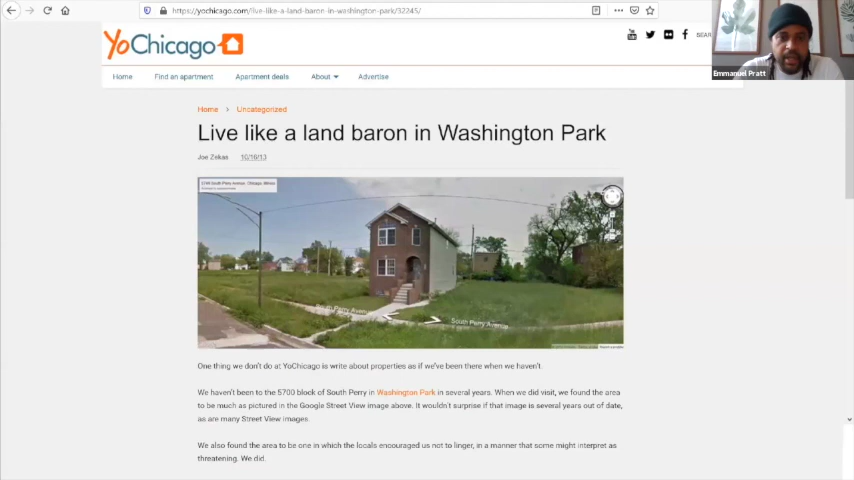 https://yochicago.com/live-like-a-land-baron-in-washington-park/32245/
YoChicago
BEAR
Emmanuel Pratt
Home Find an apartment Apartment deals About Advertise
Home > Uncategorized
Live like a land baron in Washington Park
Joe Zekas 10/16/13
South Perry Avenue
South Perry Avenue
One thing we don't do at YoChicago is write about properties as if we've been there when we haven't.
We haven't been to the 5700 block of South Perry in Washington Park in several years. When we did visit, we found the area
to be much as pictured in the Google Street View image above. It wouldn't surprise if that image is several years out of date,
as are many Street View images.
We also found the area to be one in which the locals encouraged us not to linger, in a manner that some might interpret as
threatening. We did.